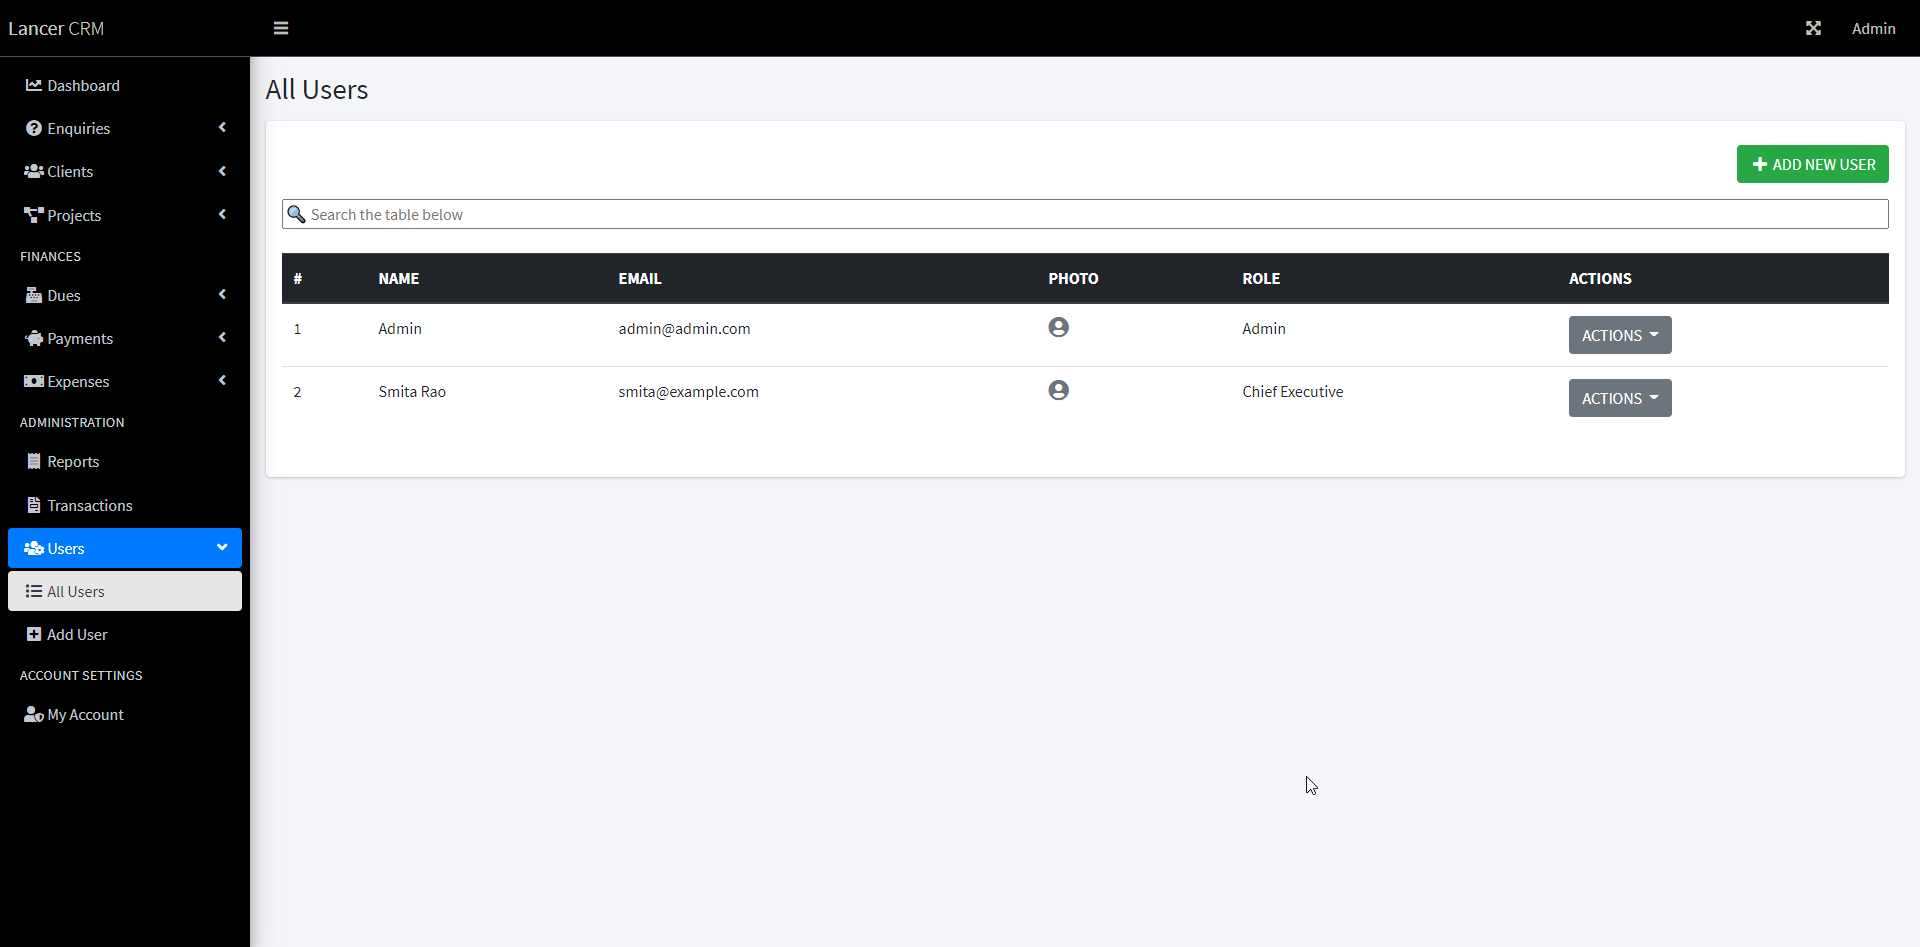 Lancer CRM
Admin
Dashboard
Enquiries
Clients
Projects
FINANCES
Dues
Payments
Expenses
ADMINISTRATION
Reports
Transactions
Users
All Users
Add User
ACCOUNT SETTINGS
My Account
All Users
ADD NEW USER
Search the table below
# NAME EMAIL PHOTO ROLE ACTIONS
1 Admin admin@admin.com Admin ACTIONS
2 Smita Rao smita@example.com Chief Executive ACTIONS